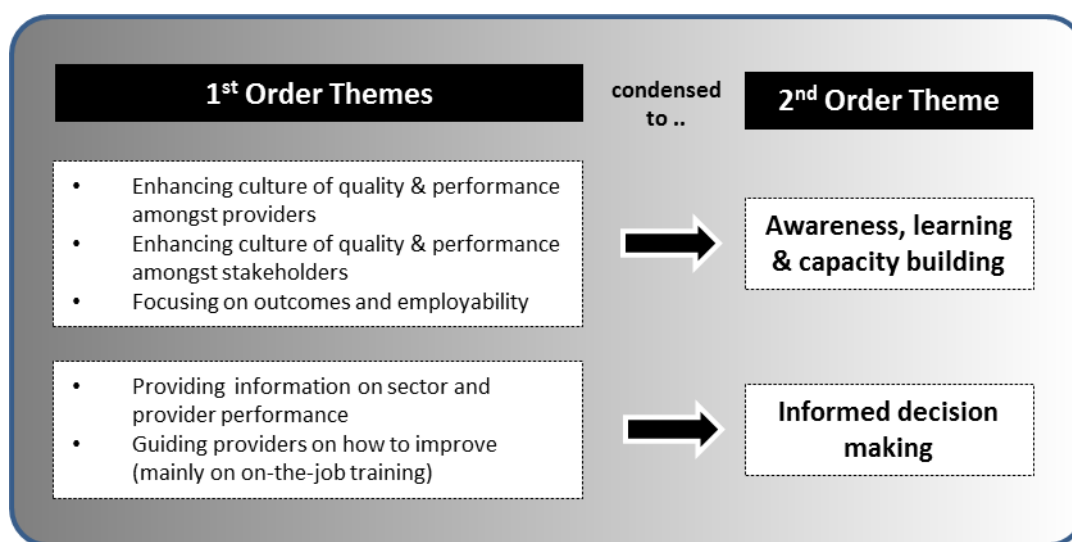 1st Order Themes
condensed
to ..
2nd Order Theme
• Enhancing culture of quality & performance
amongst providers
• Enhancing culture of quality & performance
amongst stakeholders
• Focusing on outcomes and employability
Awareness, learning
& capacity building
• Providing information on sector and
provider performance
• Guiding providers on how to improve
(mainly on on-the-job training)
Informed decision
making